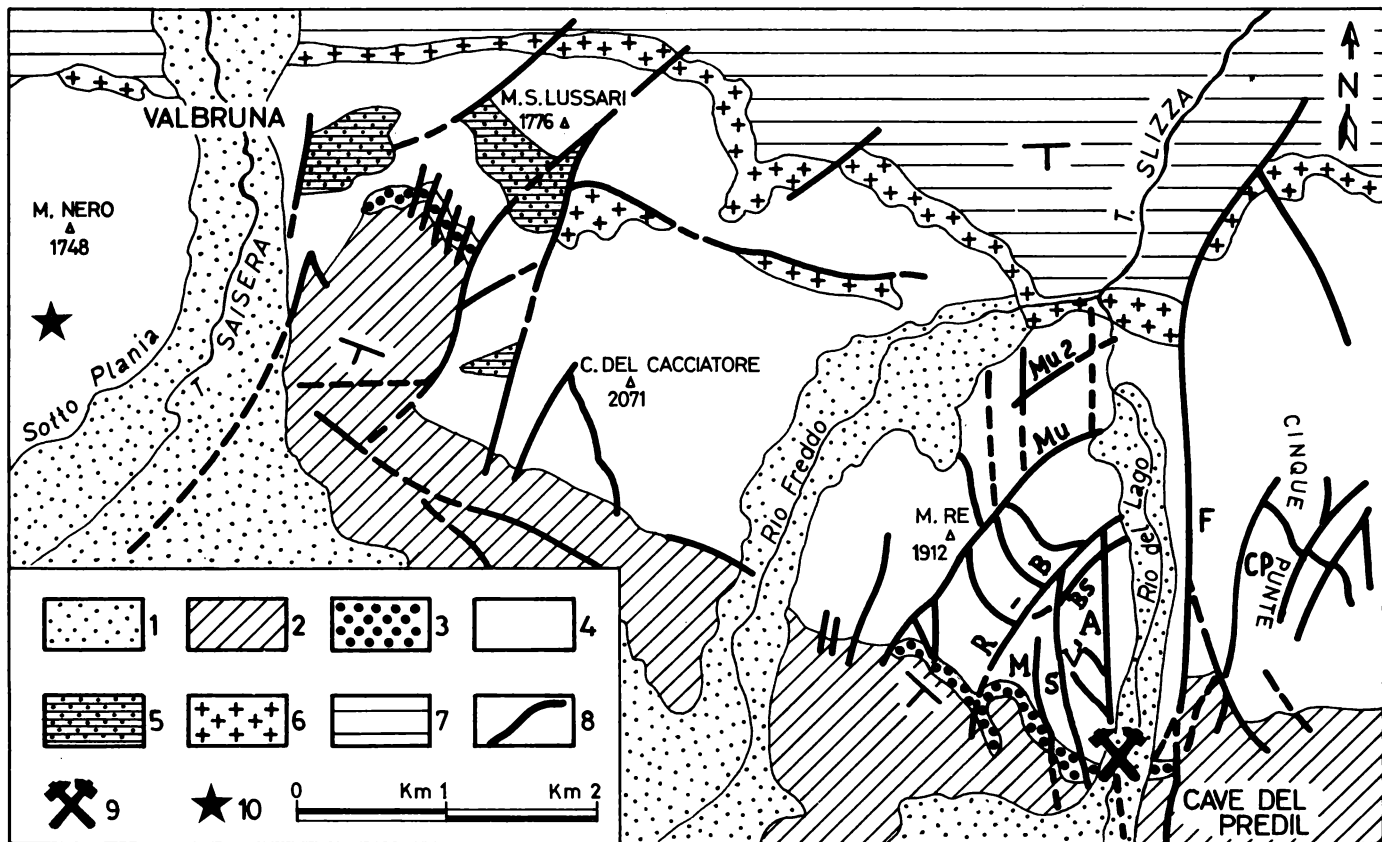 N
VALBRUNA
M.S. LUSSARI
1776
M. NERO
1748
T. SAISERA
Sotto Plania
C. DEL CACCIATORE
2071
T. SLIZZA
Rio Freddo
Mu 2
Mu
M. RE
1912
Rio del Lago
F
CINQUE
PUNTE
CP
B
R
BS
A
M
S
V
CAVE DEL
PREDIL
1
2
3
4
5
6
7
8
9
10
0 Km 1 Km 2